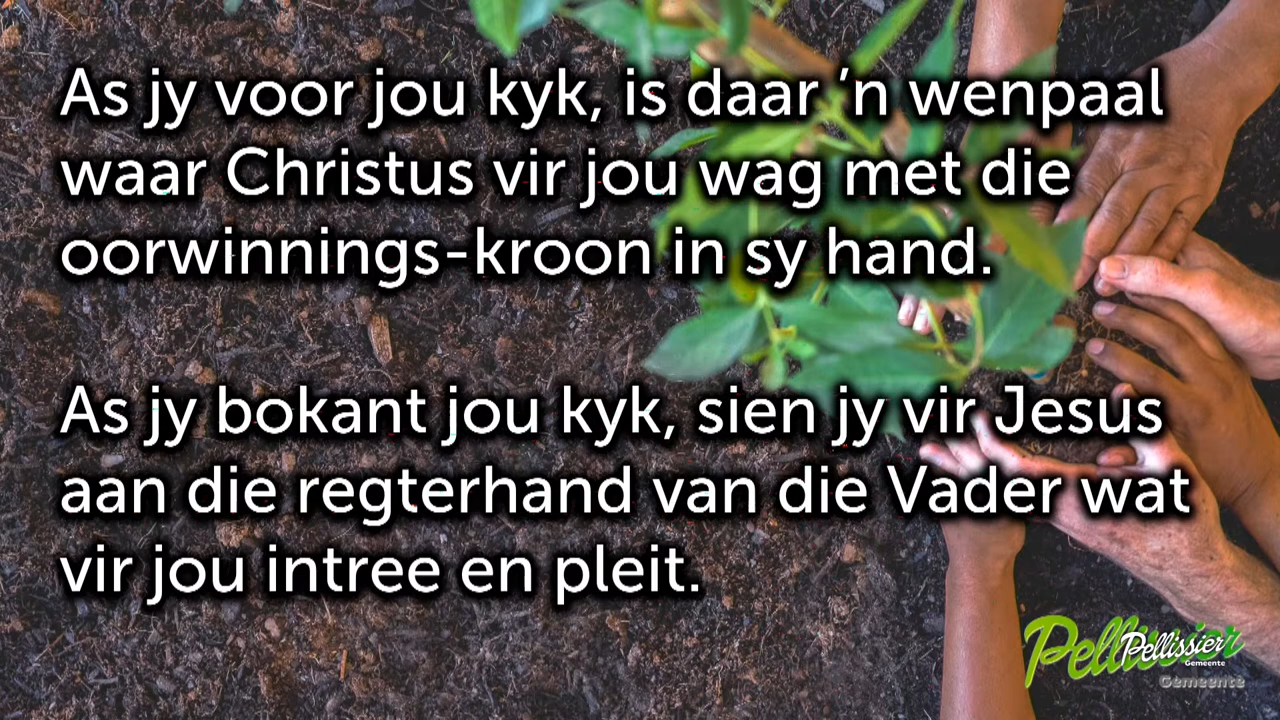 As jy voor jou kyk, is daar ’n wenpaal
waar Christus vir jou wag met die
oorwinnings-kroon in sy hand.
As jy bokant jou kyk, sien jy vir Jesus
aan die regterhand van die Vader wat
vir jou intree en pleit.
Pellissier
Pellissier
Gemeente
Gemeente